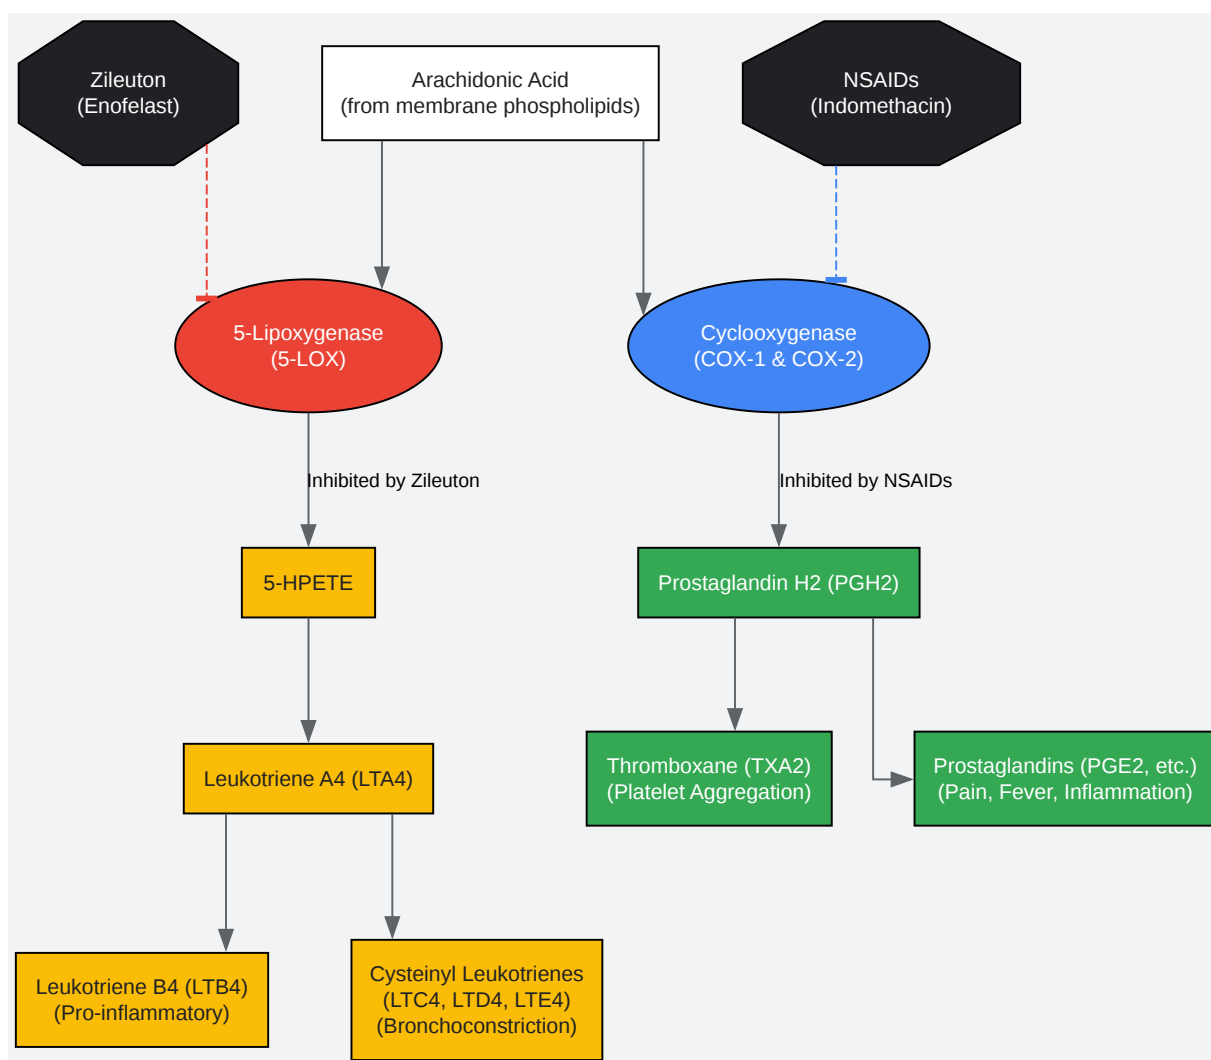 Zileuton
(Enofelast)
Arachidonic Acid
(from membrane phospholipids)
NSAIDs
(Indomethacin)
5-Lipoxygenase
(5-LOX)
Cyclooxygenase
(COX-1 & COX-2)
Inhibited by Zileuton
Inhibited by NSAIDs
5-HPETE
Prostaglandin H2 (PGH2)
Leukotriene A4 (LTA4)
Thromboxane (TXA2)
(Platelet Aggregation)
Prostaglandins (PGE2, etc.)
(Pain, Fever, Inflammation)
Leukotriene B4 (LTB4)
(Pro-inflammatory)
Cysteinyl Leukotrienes
(LTC4, LTD4, LTE4)
(Bronchoconstriction)